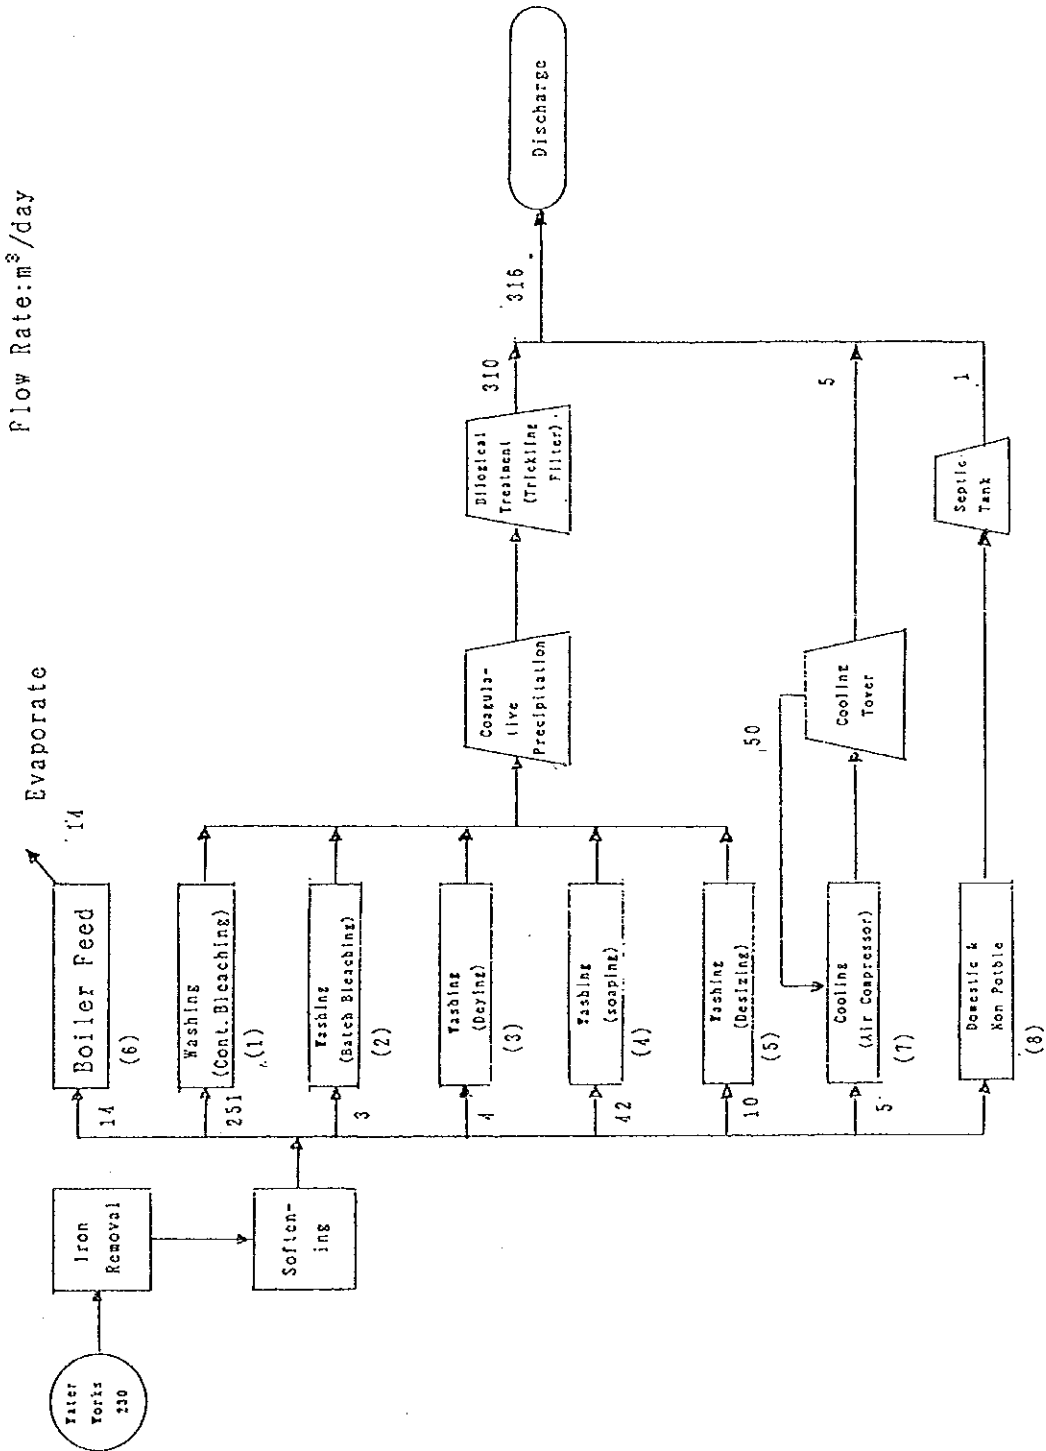 Flow Rate:m³/day
Water
Works
230
Iron
Removal
Soften-
ing
14
Boiler Feed
(6)
14
Evaporate
251
Washing
(Cont. Bleaching)
(1)
3
Washing
(Batch Bleaching)
(2)
4
Washing
(Deying)
(3)
42
Washing
(soaping)
(4)
10
Washing
(Desizing)
(5)
5
Cooling
(Air Compressor)
(7)
Domestic &
Non Potble
(8)
Coagula-
tive
Precipitation
Bilogical
Treatment
(Trickling
Filter)
310
50
Cooling
Tower
5
Septic
Tank
1
316
Discharge